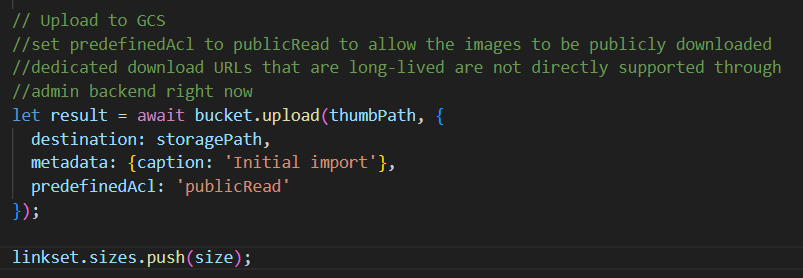 // Upload to GCS
//set predefinedAcl to publicRead to allow the images to be publicly downloaded
//dedicated download URLs that are long-lived are not directly supported through
//admin backend right now
let result = await bucket.upload(thumbPath, {
  destination: storagePath,
  metadata: {caption: 'Initial import'},
  predefinedAcl: 'publicRead'
});

linkset.sizes.push(size);